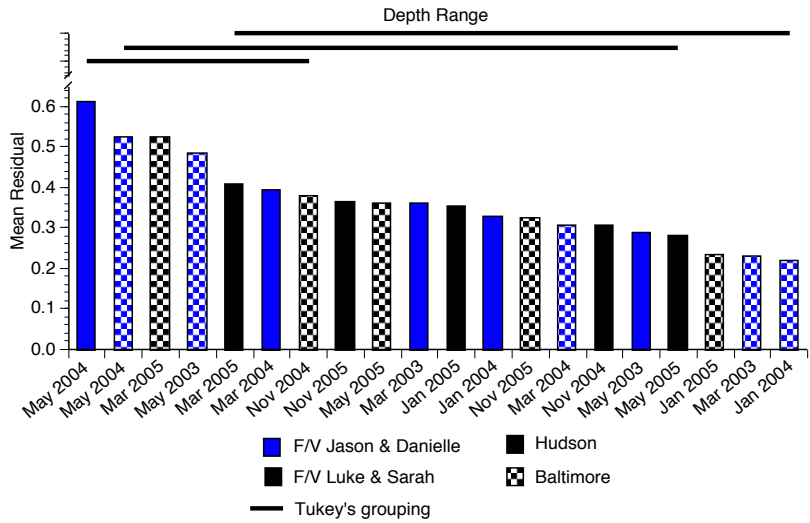 Depth Range
Mean Residual
0.6
0.5
0.4
0.3
0.2
0.1
0.0
May 2004
May 2004
Mar 2005
May 2003
Mar 2005
Mar 2004
Nov 2004
Nov 2005
May 2005
Mar 2003
Jan 2005
Jan 2004
Nov 2005
Mar 2004
Nov 2004
May 2003
May 2005
Jan 2005
Mar 2003
Jan 2004
F/V Jason & Danielle
Hudson
F/V Luke & Sarah
Baltimore
Tukey's grouping